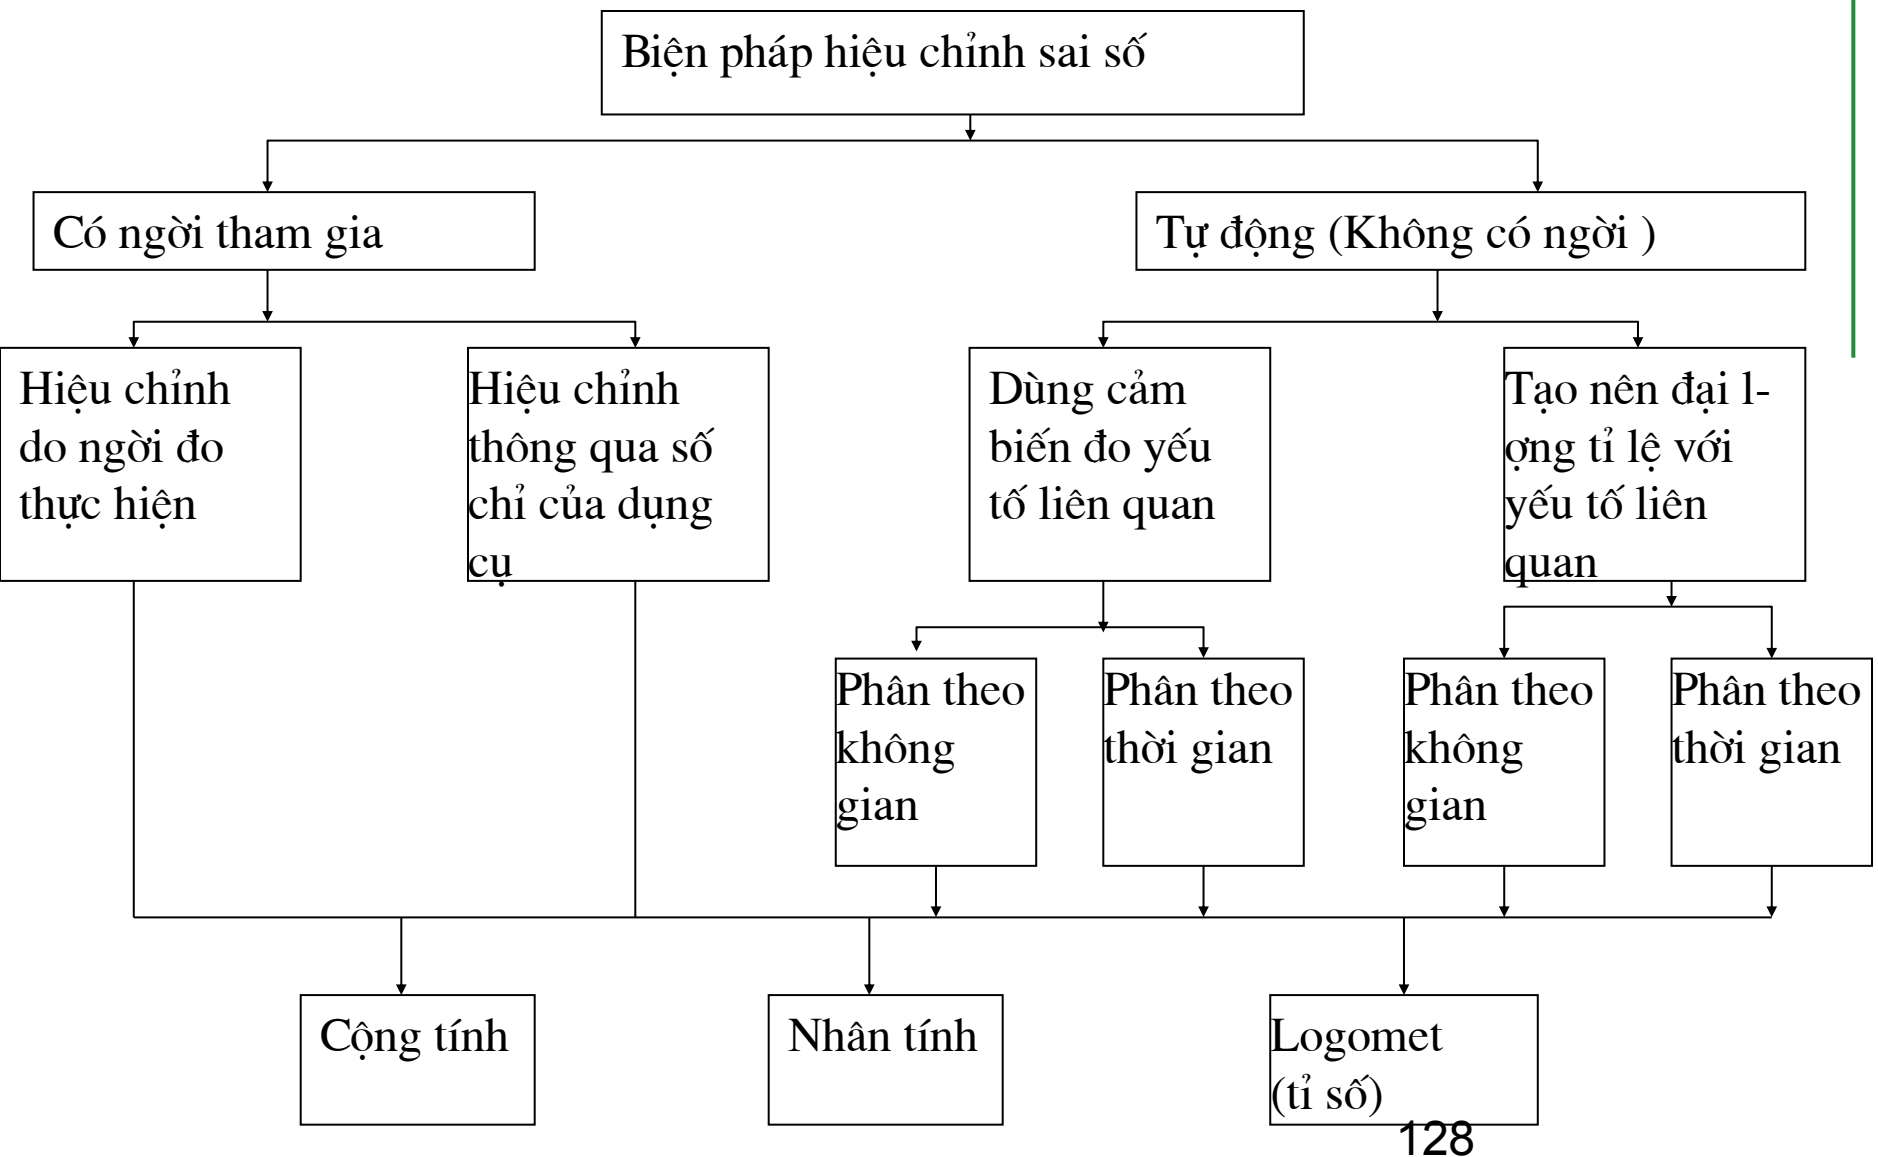 Biện pháp hiệu chỉnh sai số
Có ngời tham gia
Tự động (Không có ngời )
Hiệu chỉnh
do ngời đo
thực hiện
Hiệu chỉnh
thông qua số
chỉ của dụng
cụ
Dùng cảm
biến đo yếu
tố liên quan
Tạo nên đại l-
ợng tỉ lệ với
yếu tố liên
quan
Phân theo
không
gian
Phân theo
thời gian
Phân theo
không
gian
Phân theo
thời gian
Cộng tính
Nhân tính
Logomet
(tỉ số)
128